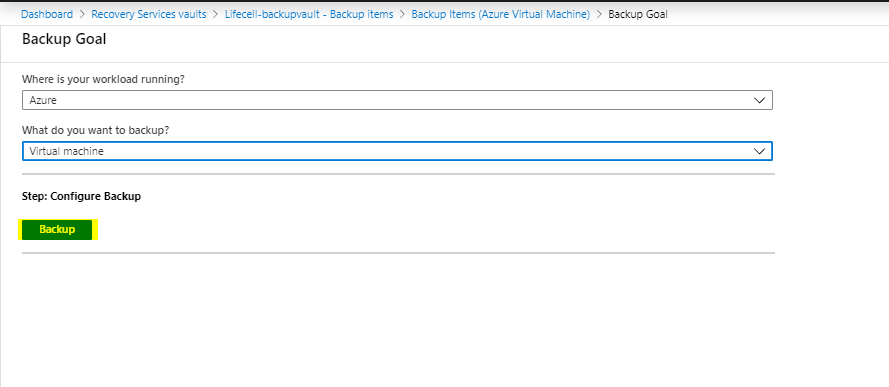 Dashboard > Recovery Services vaults > Lifecell-backupvault - Backup items > Backup Items (Azure Virtual Machine) > Backup Goal
Backup Goal
Where is your workload running?
Azure
What do you want to backup?
Virtual machine
Step: Configure Backup
Backup